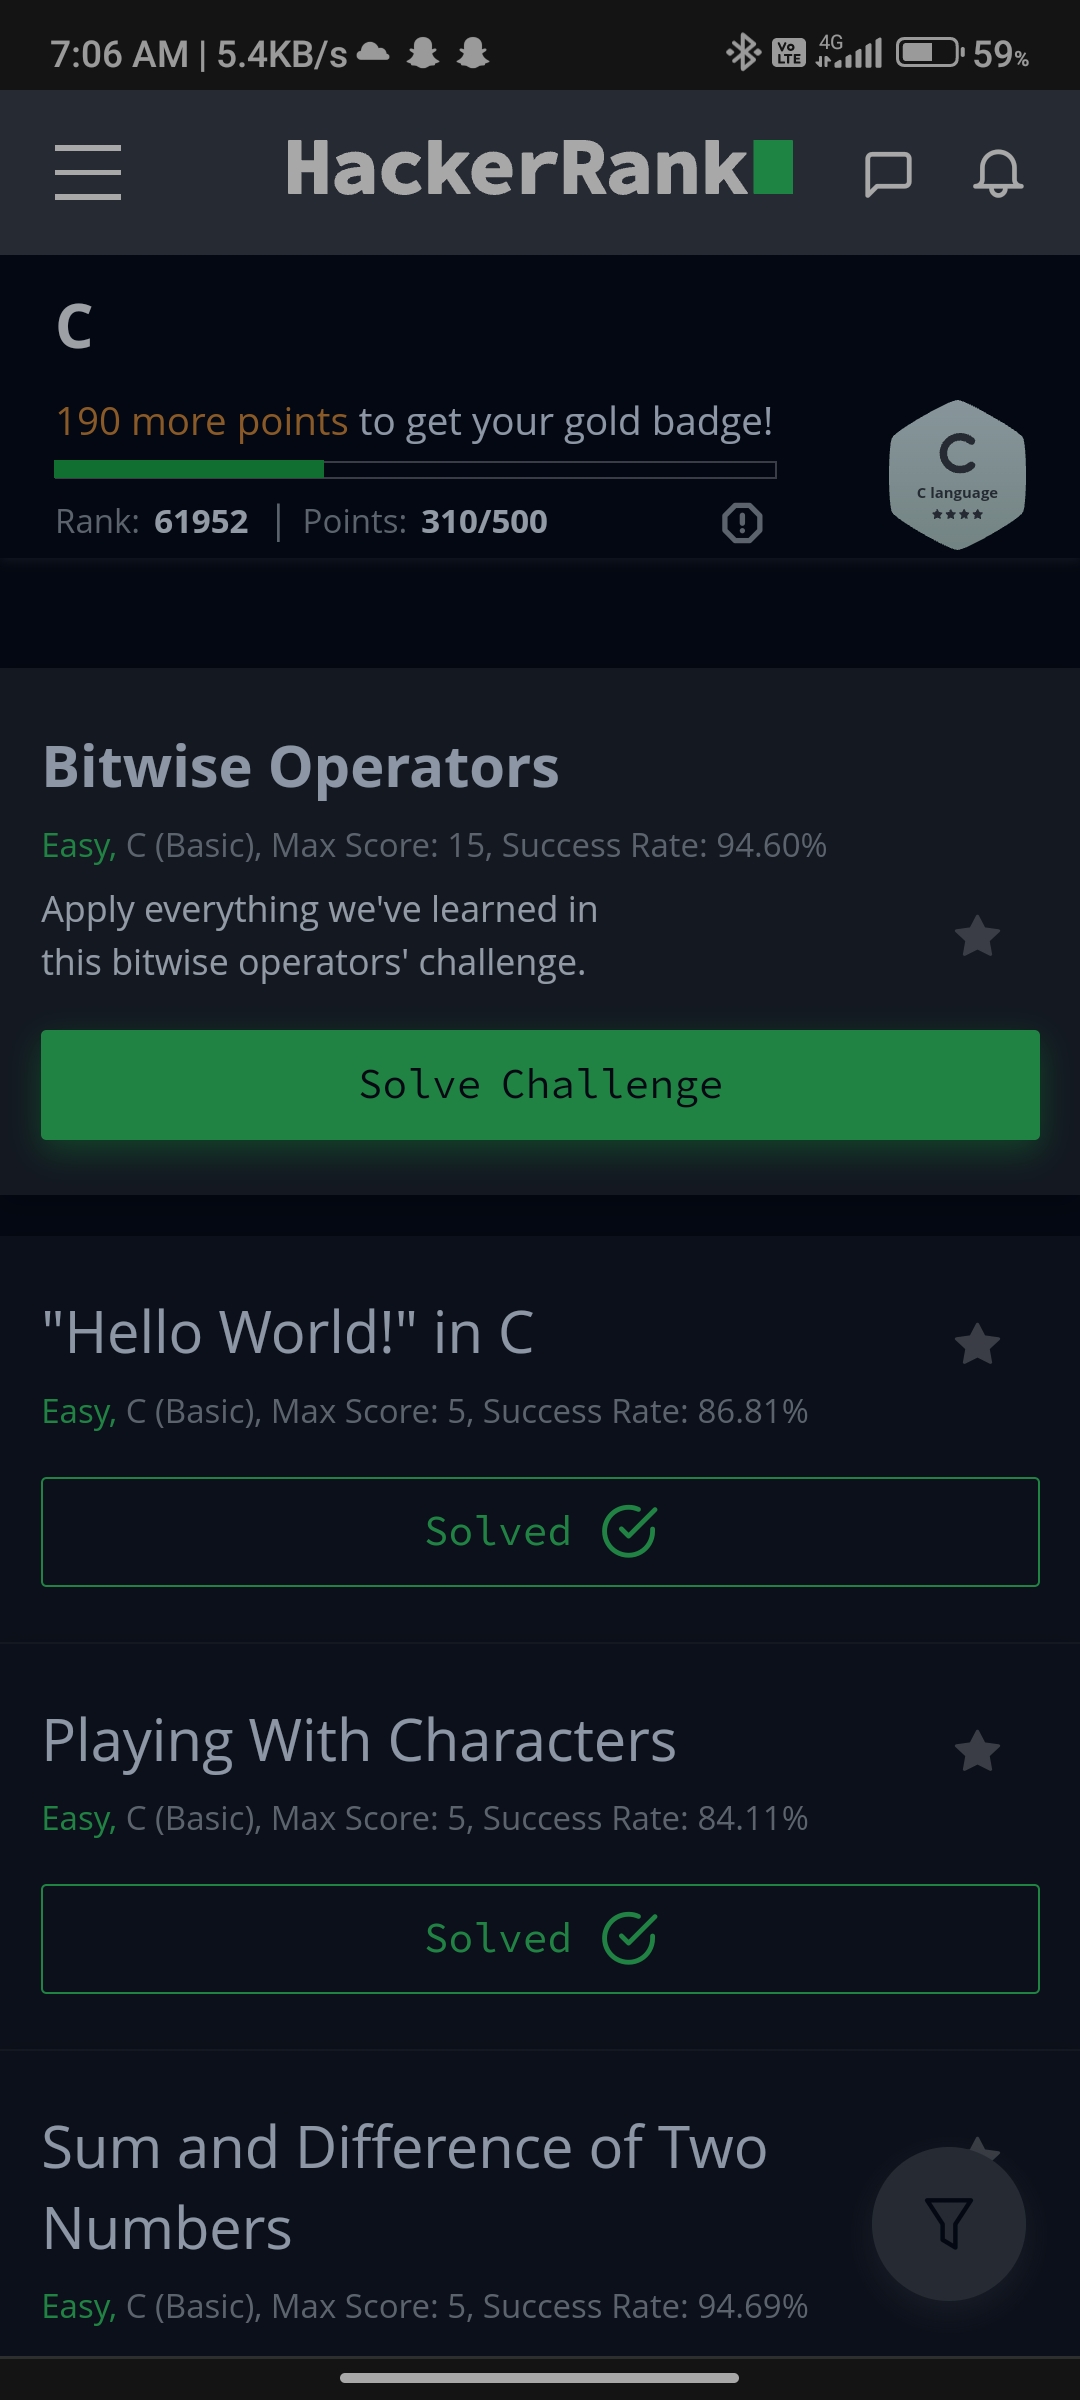 7:06 AM | 5.4KB/s
Vo LTE 4G 59%
HackerRank
C
190 more points to get your gold badge!
C
C language
Rank: 61952 | Points: 310/500
Bitwise Operators
Easy, C (Basic), Max Score: 15, Success Rate: 94.60%
Apply everything we've learned in
this bitwise operators' challenge.
Solve Challenge
"Hello World!" in C
Easy, C (Basic), Max Score: 5, Success Rate: 86.81%
Solved
Playing With Characters
Easy, C (Basic), Max Score: 5, Success Rate: 84.11%
Solved
Sum and Difference of Two
Numbers
Easy, C (Basic), Max Score: 5, Success Rate: 94.69%